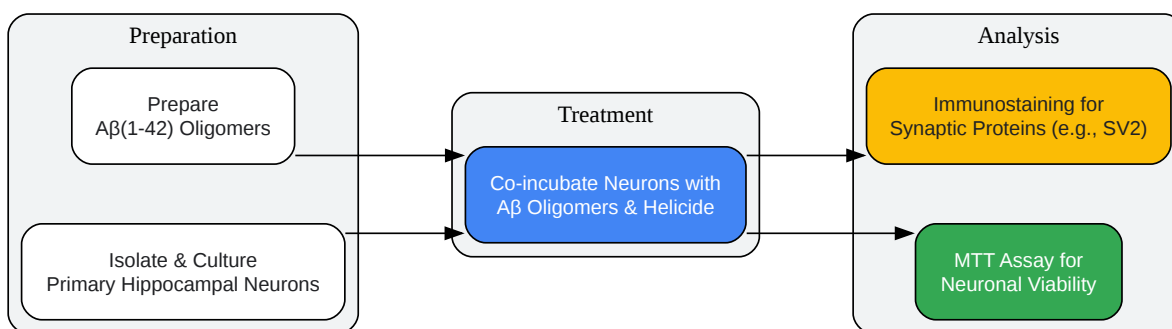 Preparation
Prepare
Aβ(1-42) Oligomers
Isolate & Culture
Primary Hippocampal Neurons
Treatment
Co-incubate Neurons with
Aβ Oligomers & Helicide
Analysis
Immunostaining for
Synaptic Proteins (e.g., SV2)
MTT Assay for
Neuronal Viability